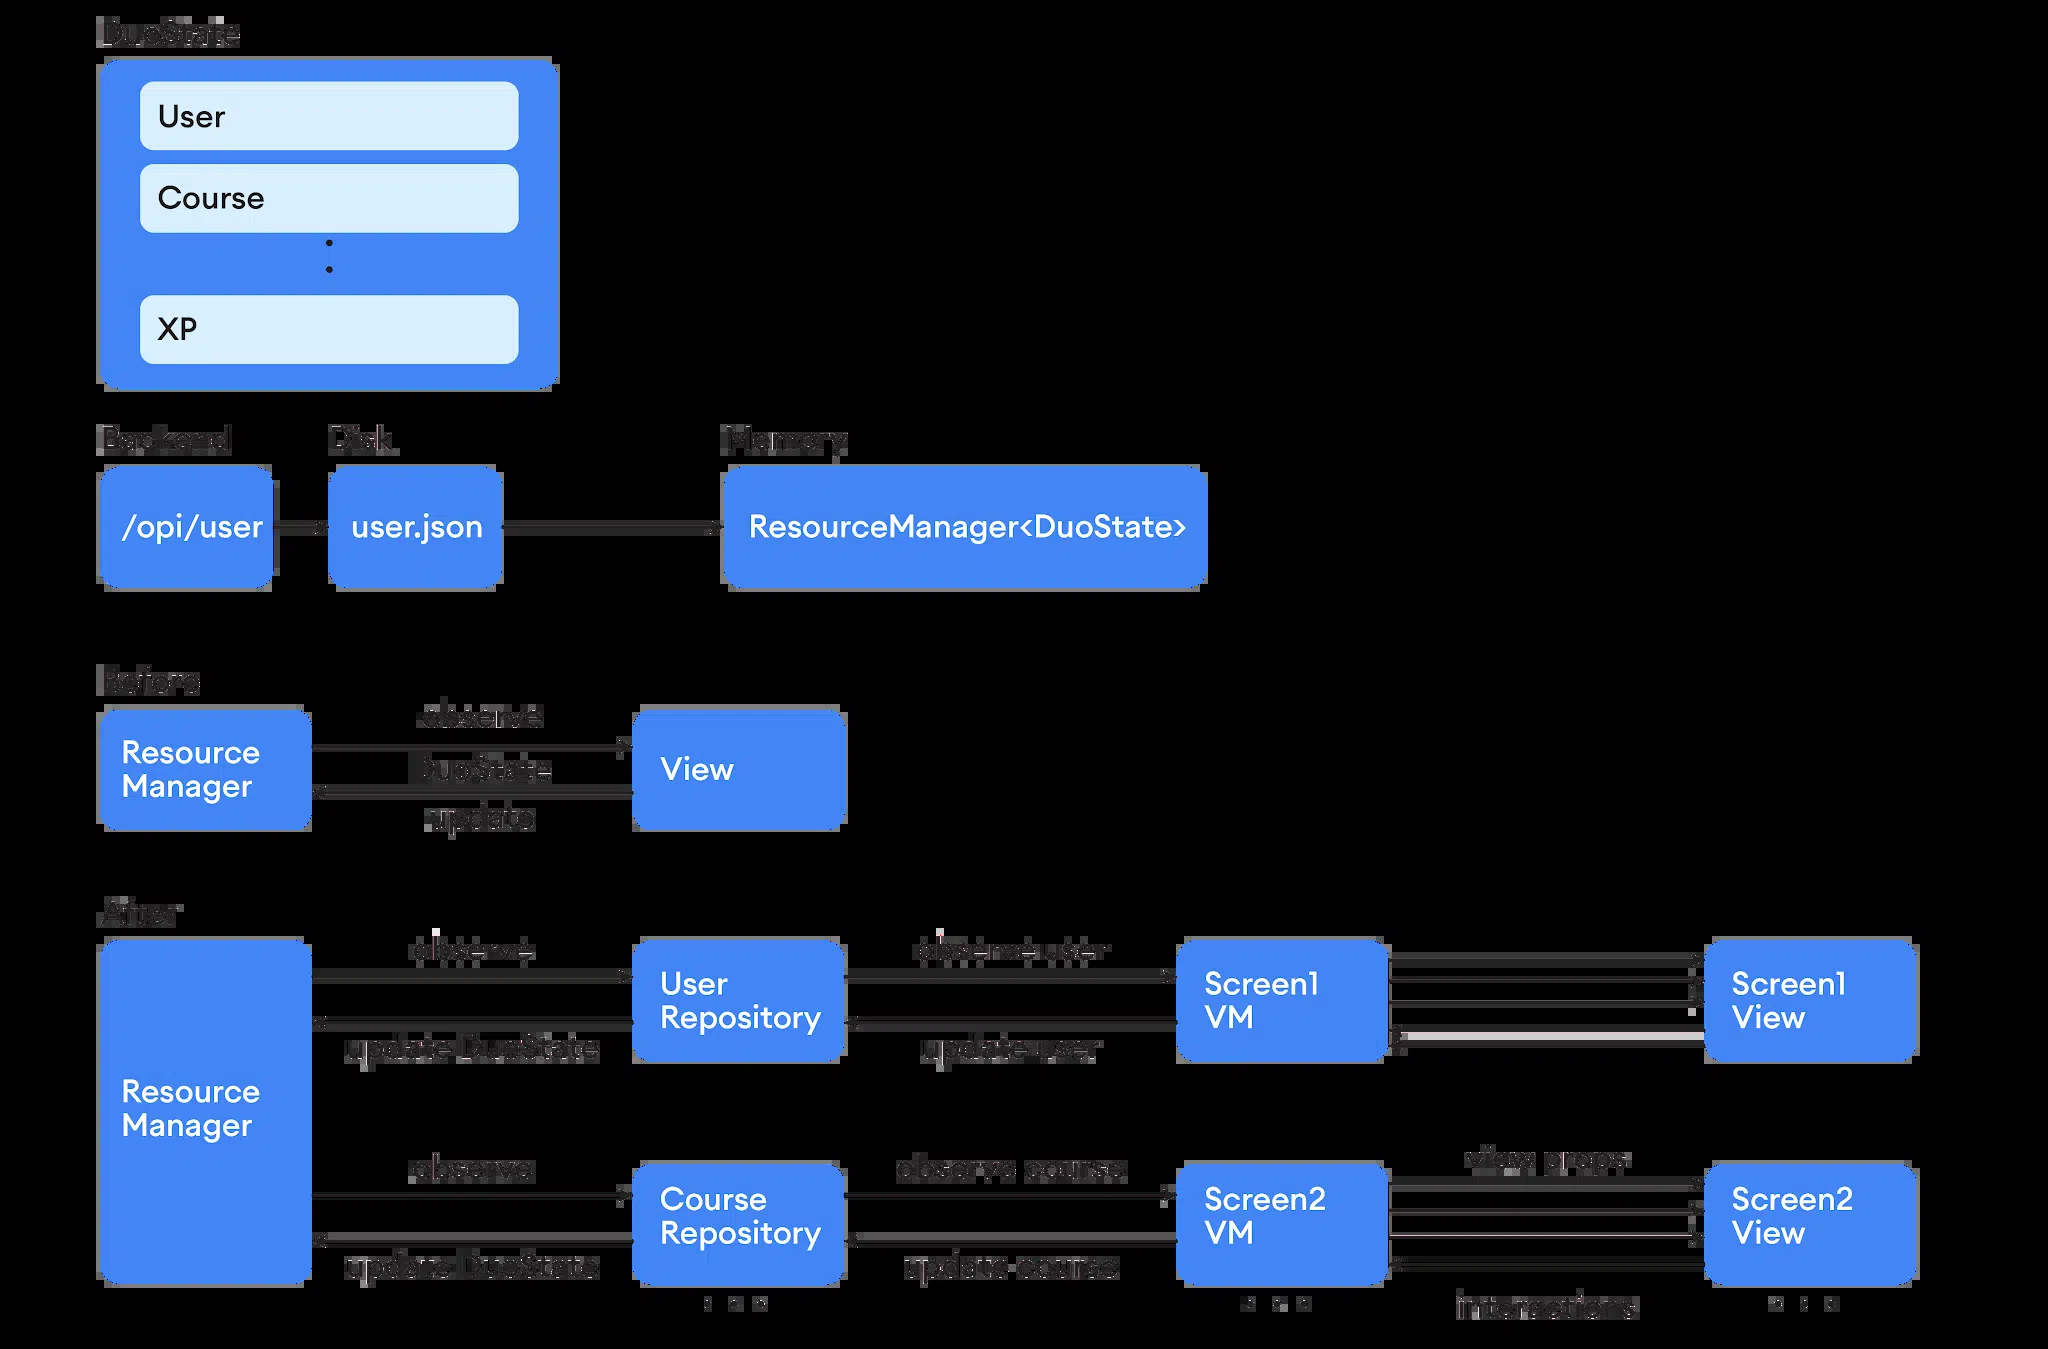 DuoState
User
Course
XP
Backend
Disk
Memory
/opi/user
user.json
ResourceManager<DuoState>
Before
observe
Resource
Manager
DuoState
View
update
After
observe
observe user
User
Repository
Screen1
VM
Screen1
View
update DuoState
update user
Resource
Manager
observe
observe course
view props
Course
Repository
Screen2
VM
Screen2
View
update DuoState
update course
interactions